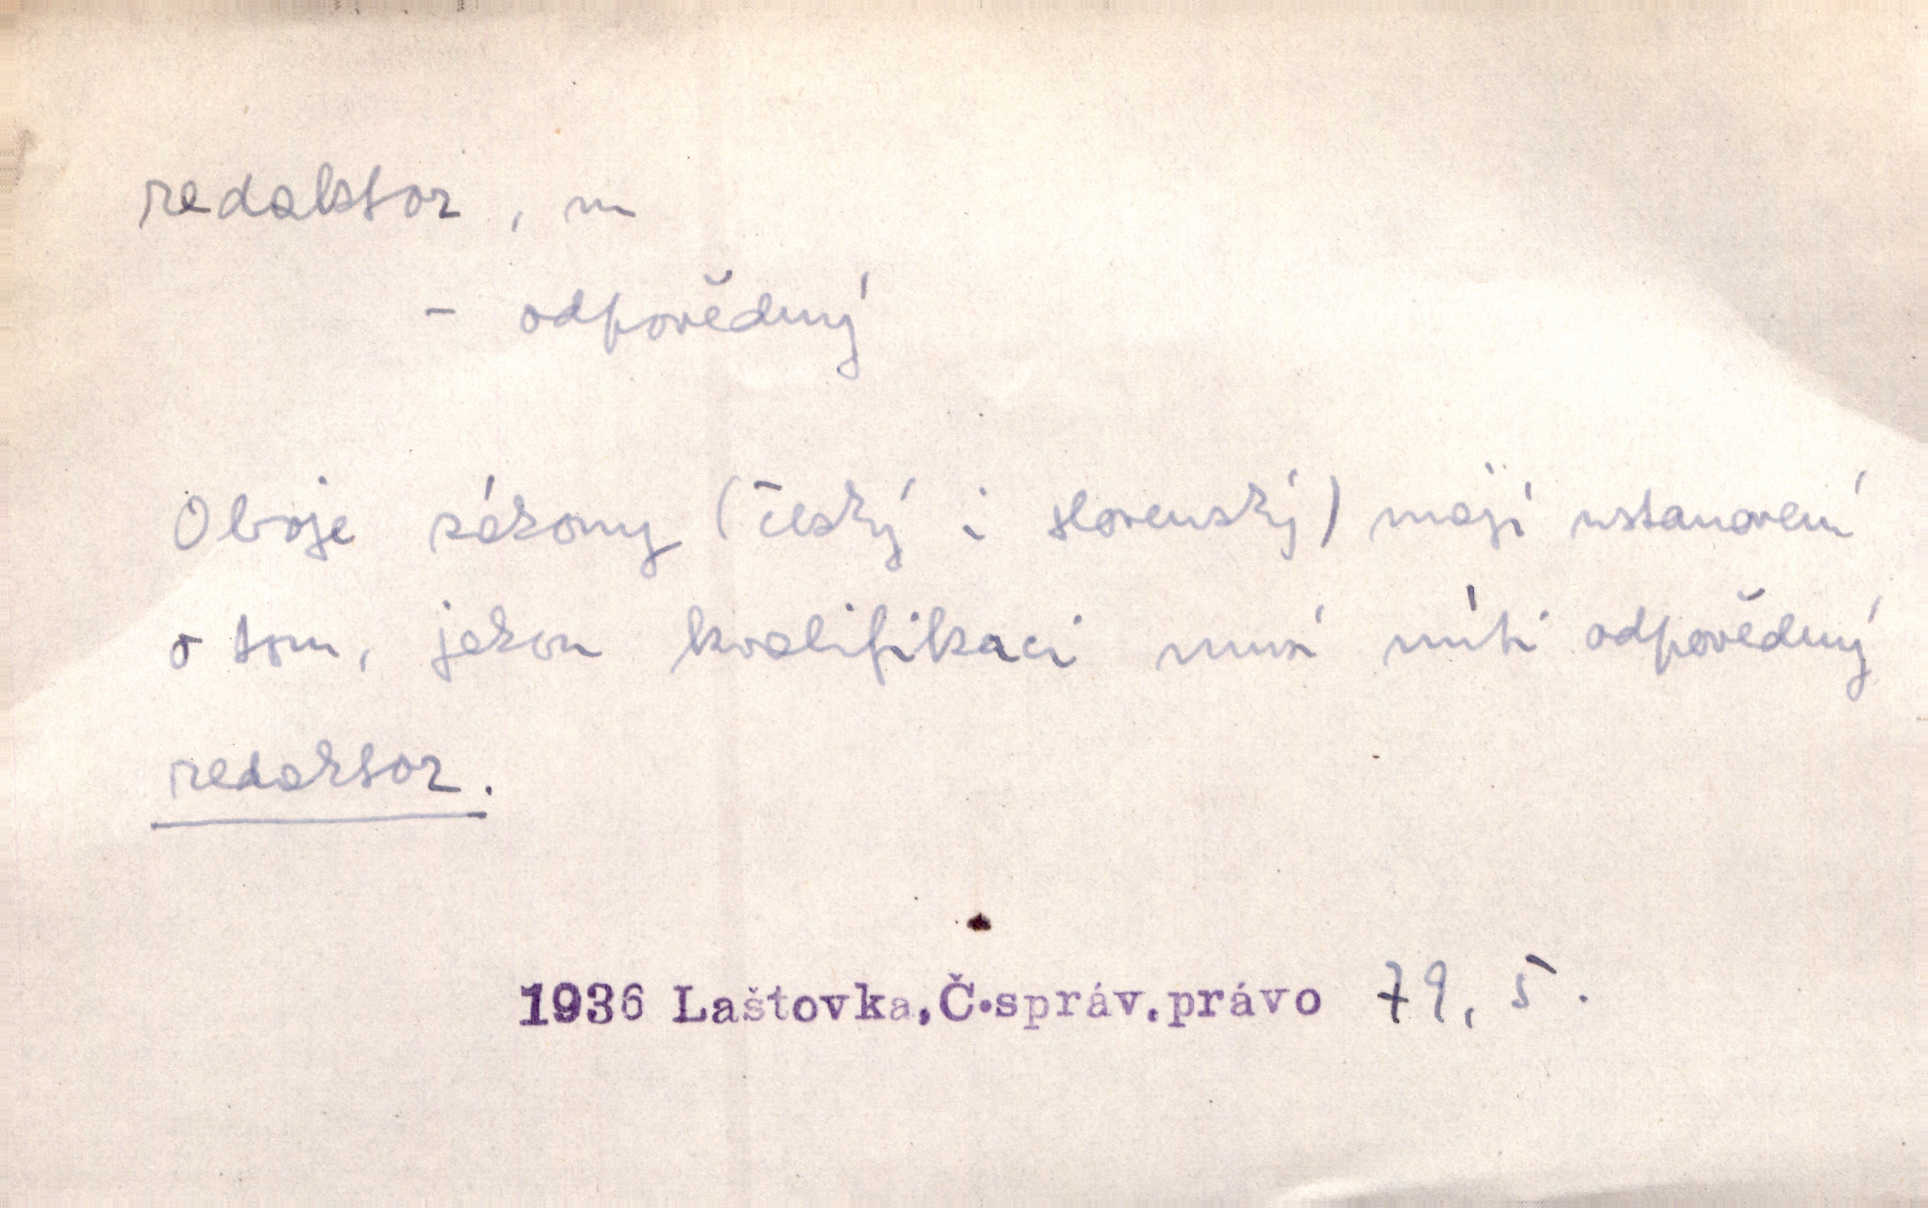 redaktor, m
- odpovědný
Oboje zákony (český i slovenský) mají ustanovení
o tom, jakou kvalifikaci musí míti odpovědný
redaktor.
1936 Laštovka,Č.správ.právo 79, 5.